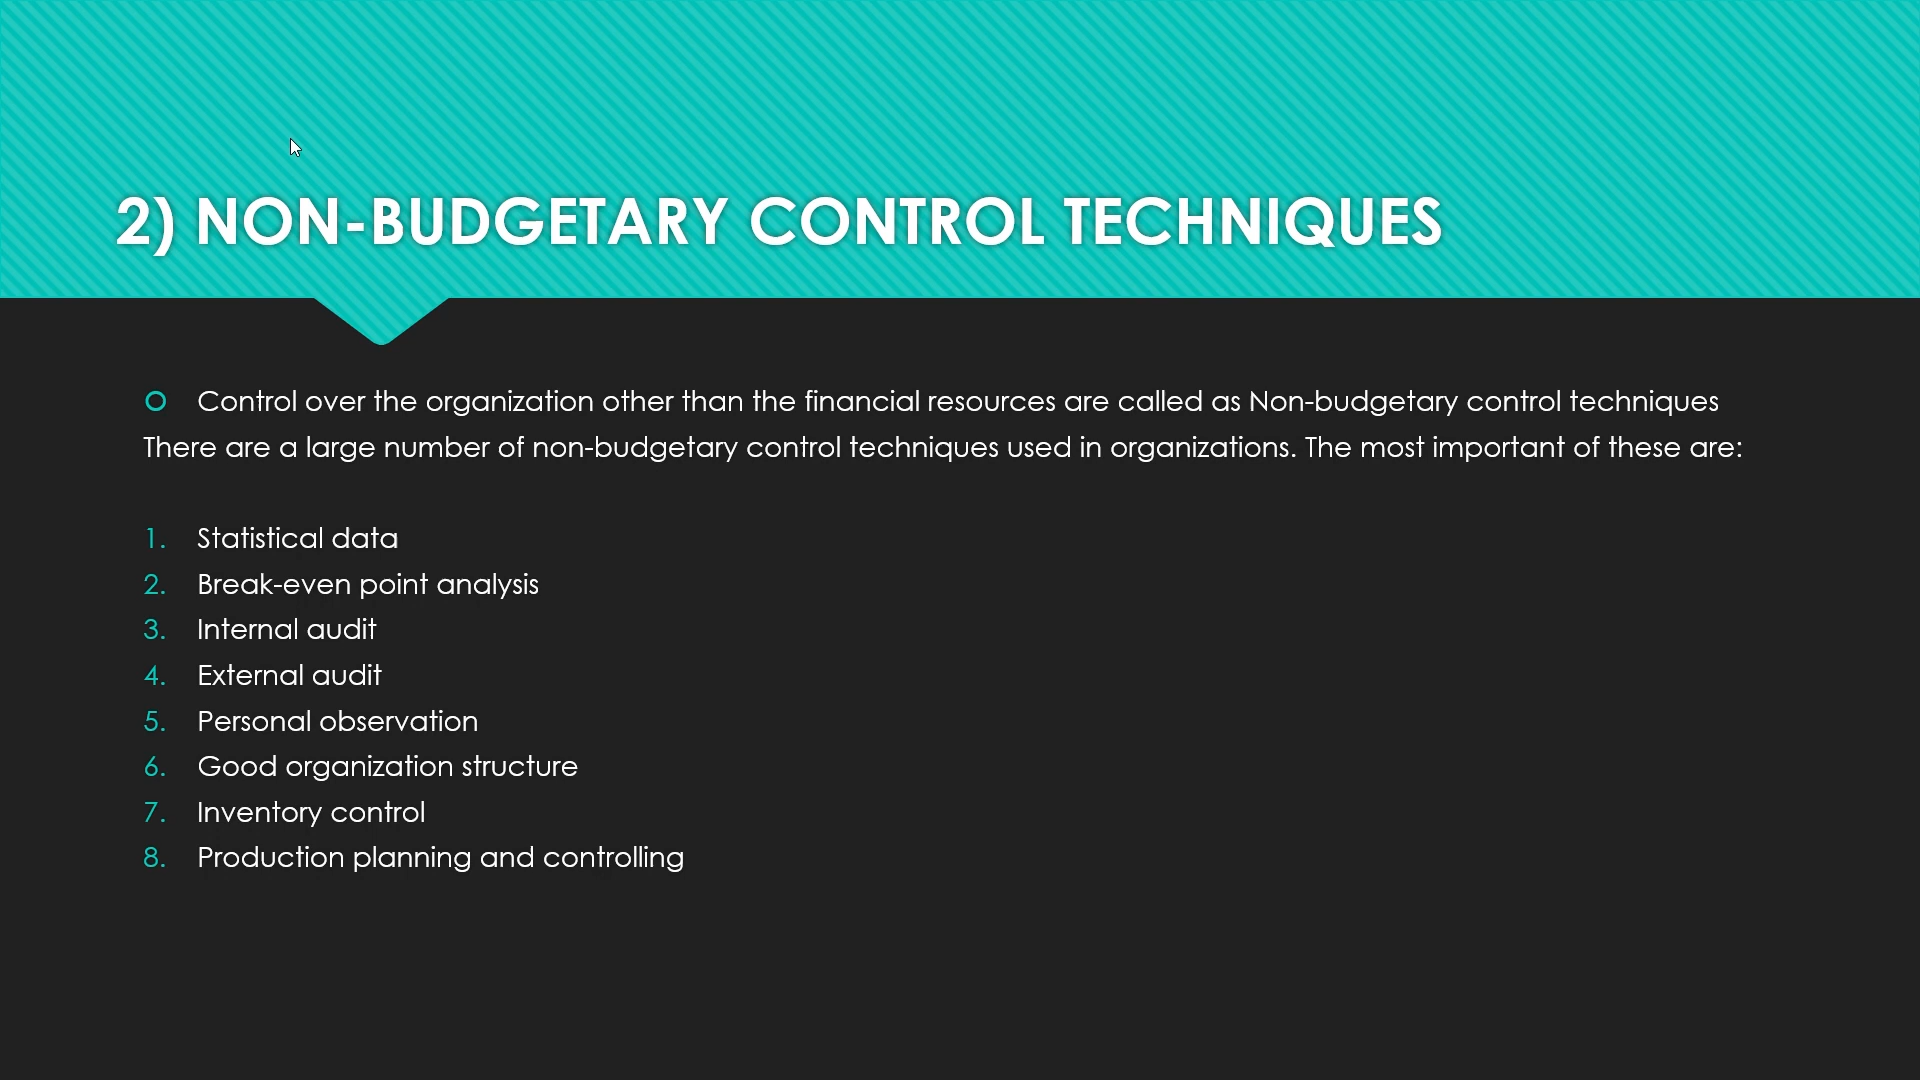 2) NON-BUDGETARY CONTROL TECHNIQUES
Control over the organization other than the financial resources are called as Non-budgetary control techniques
There are a large number of non-budgetary control techniques used in organizations. The most important of these are:
1. Statistical data
2. Break-even point analysis
3. Internal audit
4. External audit
5. Personal observation
6. Good organization structure
7. Inventory control
8. Production planning and controlling